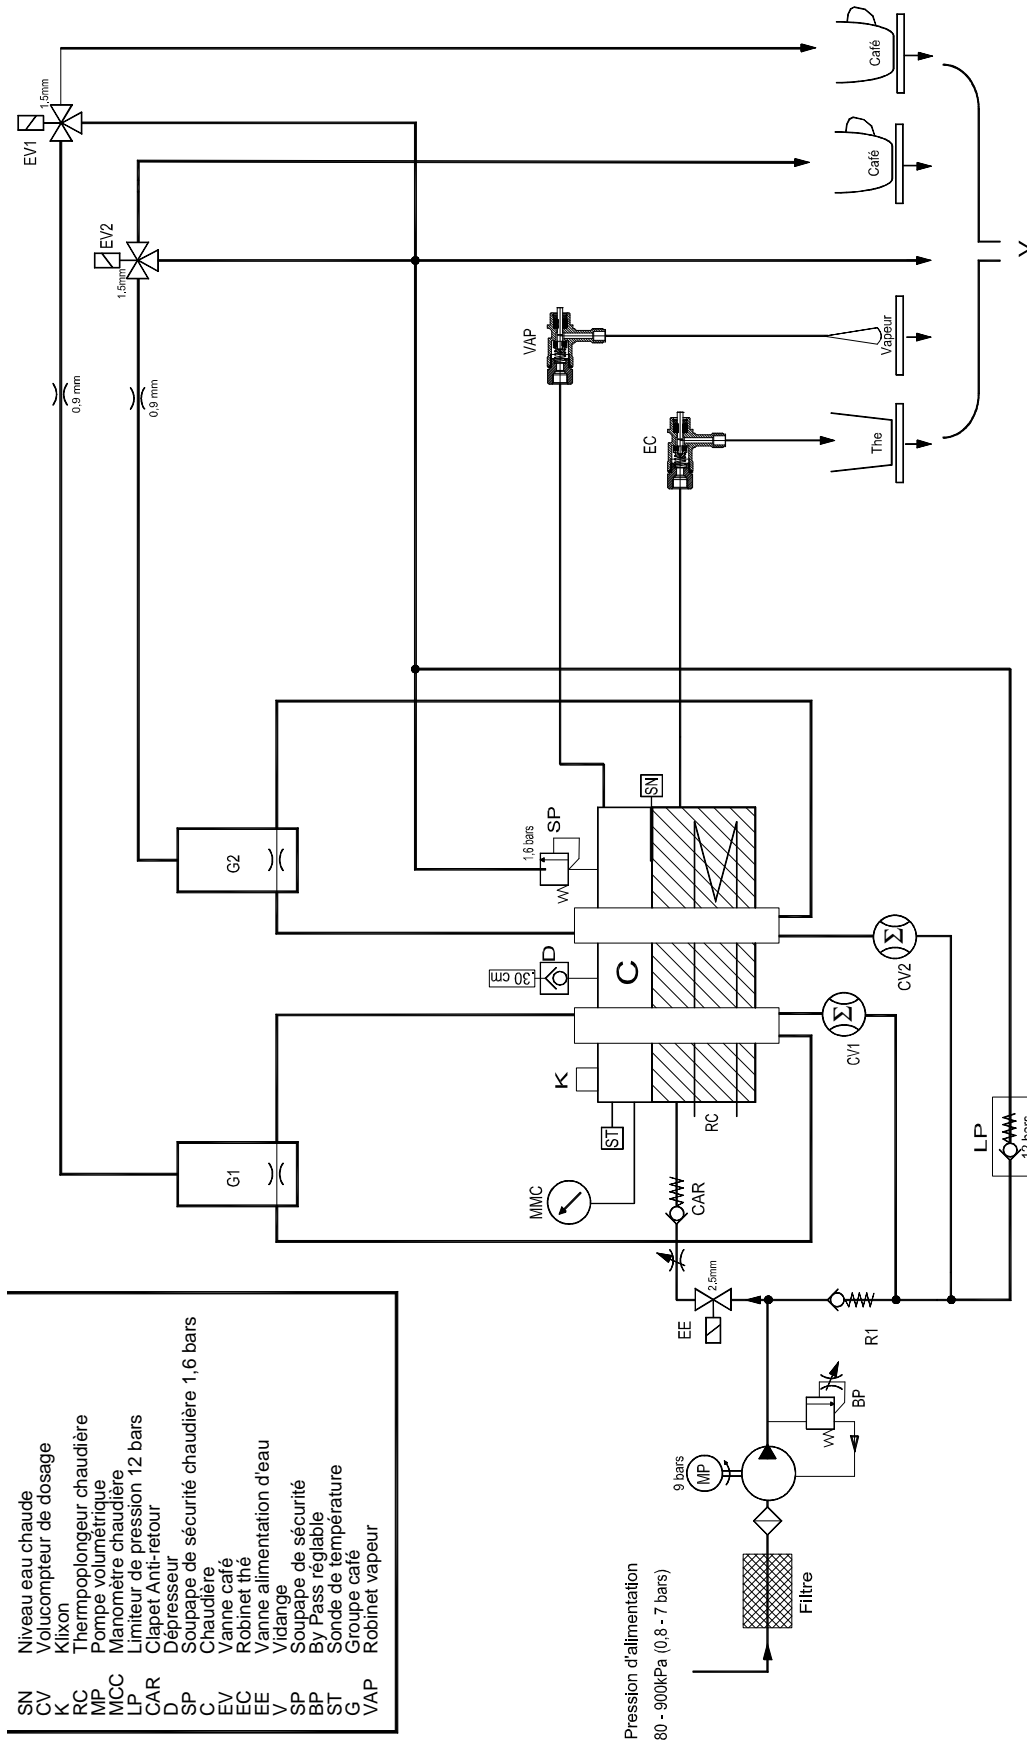 SN Niveau eau chaude
CV Volucompteur de dosage
K Klixon
RC Thermpoplongeur chaudière
MP Pompe volumétrique
MCC Manomètre chaudière
LP Limiteur de pression 12 bars
CAR Clapet Anti-retour
D Dépresseur
SP Soupape de sécurité chaudière 1,6 bars
C Chaudière
EV Vanne café
EC Robinet thé
EE Vanne alimentation d'eau
V Vidange
SP Soupape de sécurité
BP By Pass réglable
ST Sonde de température
G Groupe café
VAP Robinet vapeur
Pression d'alimentation
80 - 900kPa (0,8 - 7 bars)
Filtre
9 bars
MP
BP
EE
2,5mm
R1
CAR
MMC
ST
K
RC
C
D
30 cm
SP
1,6 bars
SN
CV1
Σ
CV2
Σ
LP
12 bars
G1
G2
0,9 mm
0,9 mm
EV1
1,5mm
EV2
1,5mm
VAP
EC
The
Vapeur
Café
Café
V